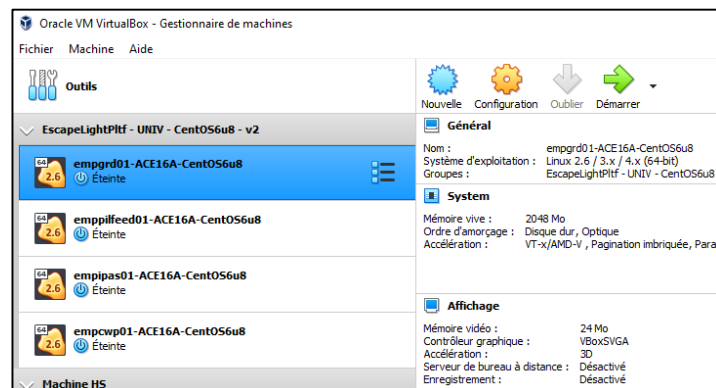 Oracle VM VirtualBox - Gestionnaire de machines
Fichier Machine Aide
Outils
Nouvelle Configuration Oublier Démarrer
EscapeLightPltf - UNIV - CentOS6u8 - v2
64
2.6
empgrd01-ACE16A-CentOS6u8
Éteinte
64
2.6
emppilfeed01-ACE16A-CentOS6u8
Éteinte
64
2.6
empipas01-ACE16A-CentOS6u8
Éteinte
64
2.6
empcwp01-ACE16A-CentOS6u8
Éteinte
Machine HS
Général
Nom : empgrd01-ACE16A-CentOS6u8
Système d'exploitation : Linux 2.6 / 3.x / 4.x (64-bit)
Groupes : EscapeLightPltf - UNIV - CentOS6u8
System
Mémoire vive : 2048 Mo
Ordre d'amorçage : Disque dur, Optique
Accélération : VT-x/AMD-V , Pagination imbriquée, Para
Affichage
Mémoire vidéo : 24 Mo
Contrôleur graphique : VBoxSVGA
Accélération : 3D
Serveur de bureau à distance : Désactivé
Enregistrement : Désactivé